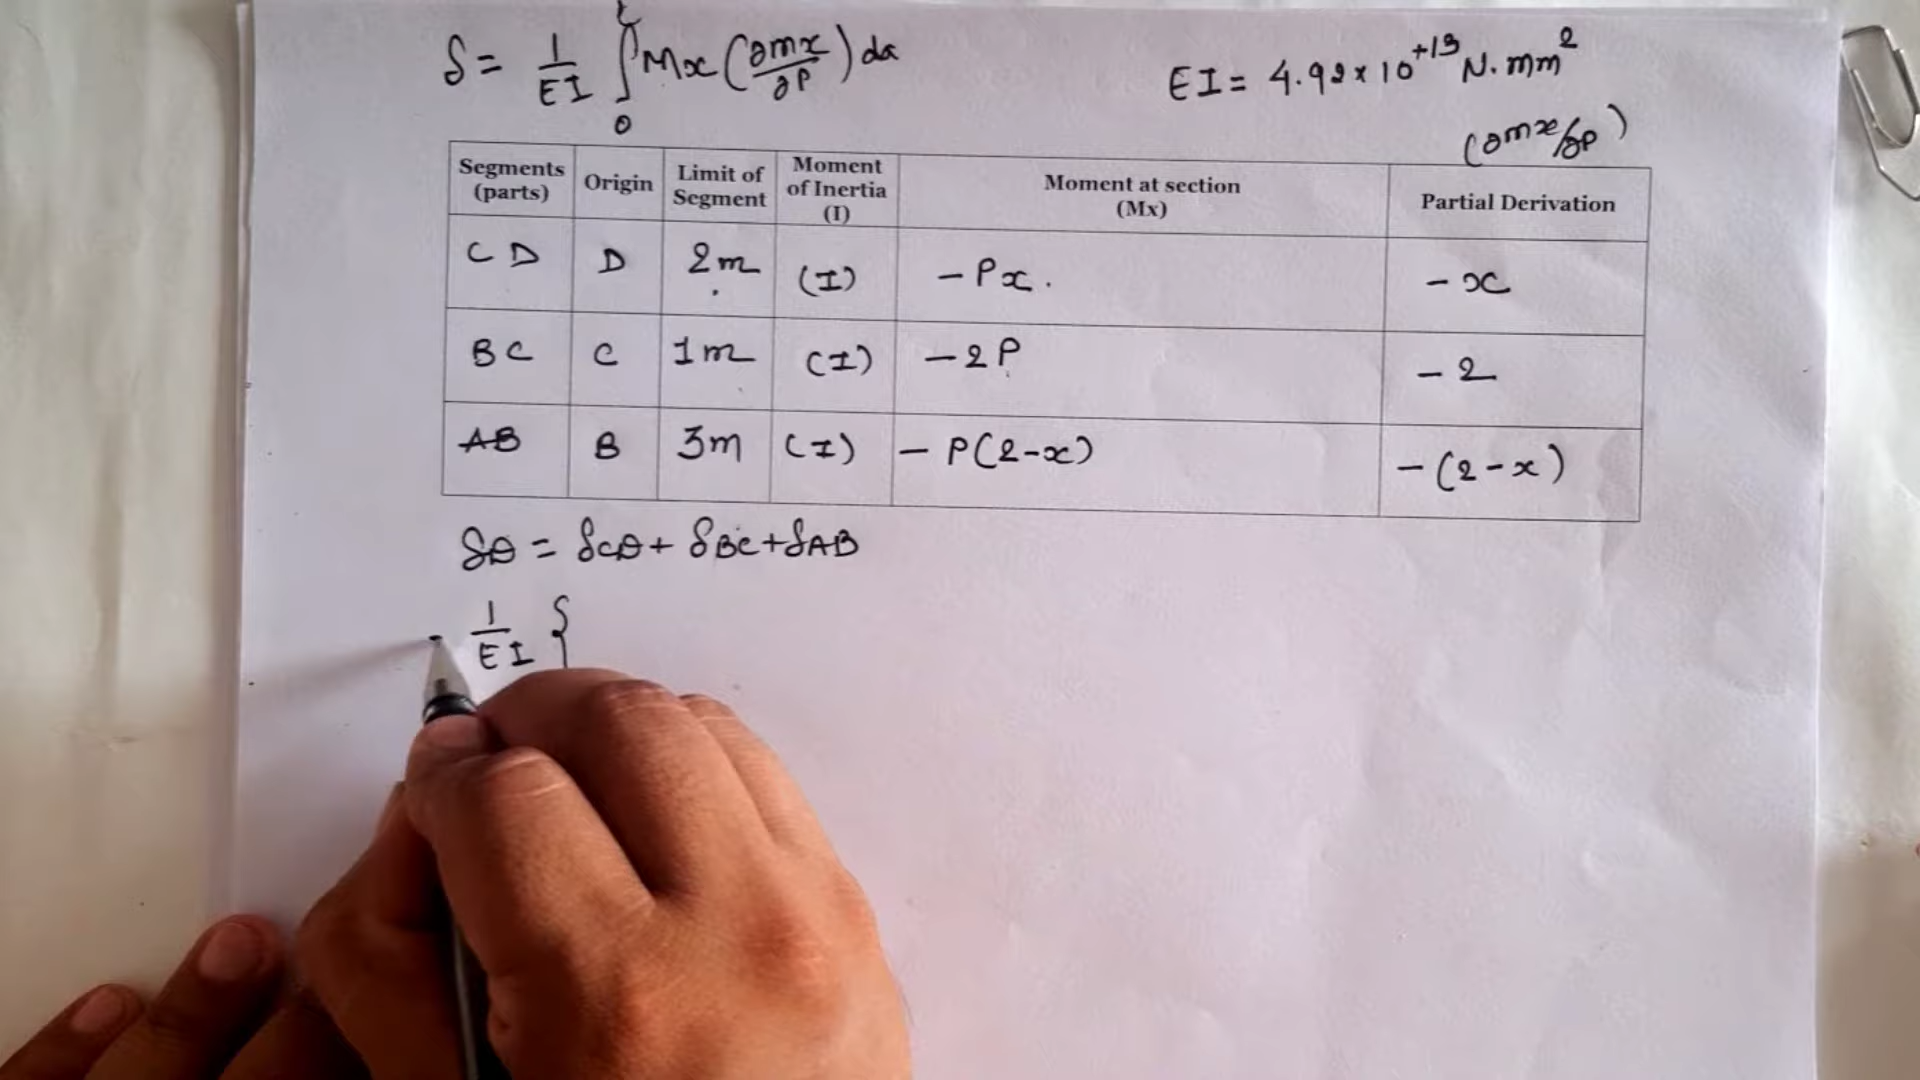 δ = 1/EI ∫₀ˡ Mx (∂mx/∂P) dx
EI = 4.92 x 10⁺¹³ N.mm²
(∂mx/∂P)
Segments (parts) Origin Limit of Segment Moment of Inertia (I) Moment at section (Mx) Partial Derivation
CD D 2m (I) - Px. - x
BC C 1m (I) - 2P - 2
AB B 3m (I) - P(2-x) - (2-x)
δD = δCD + δBC + δAB
1/EI {